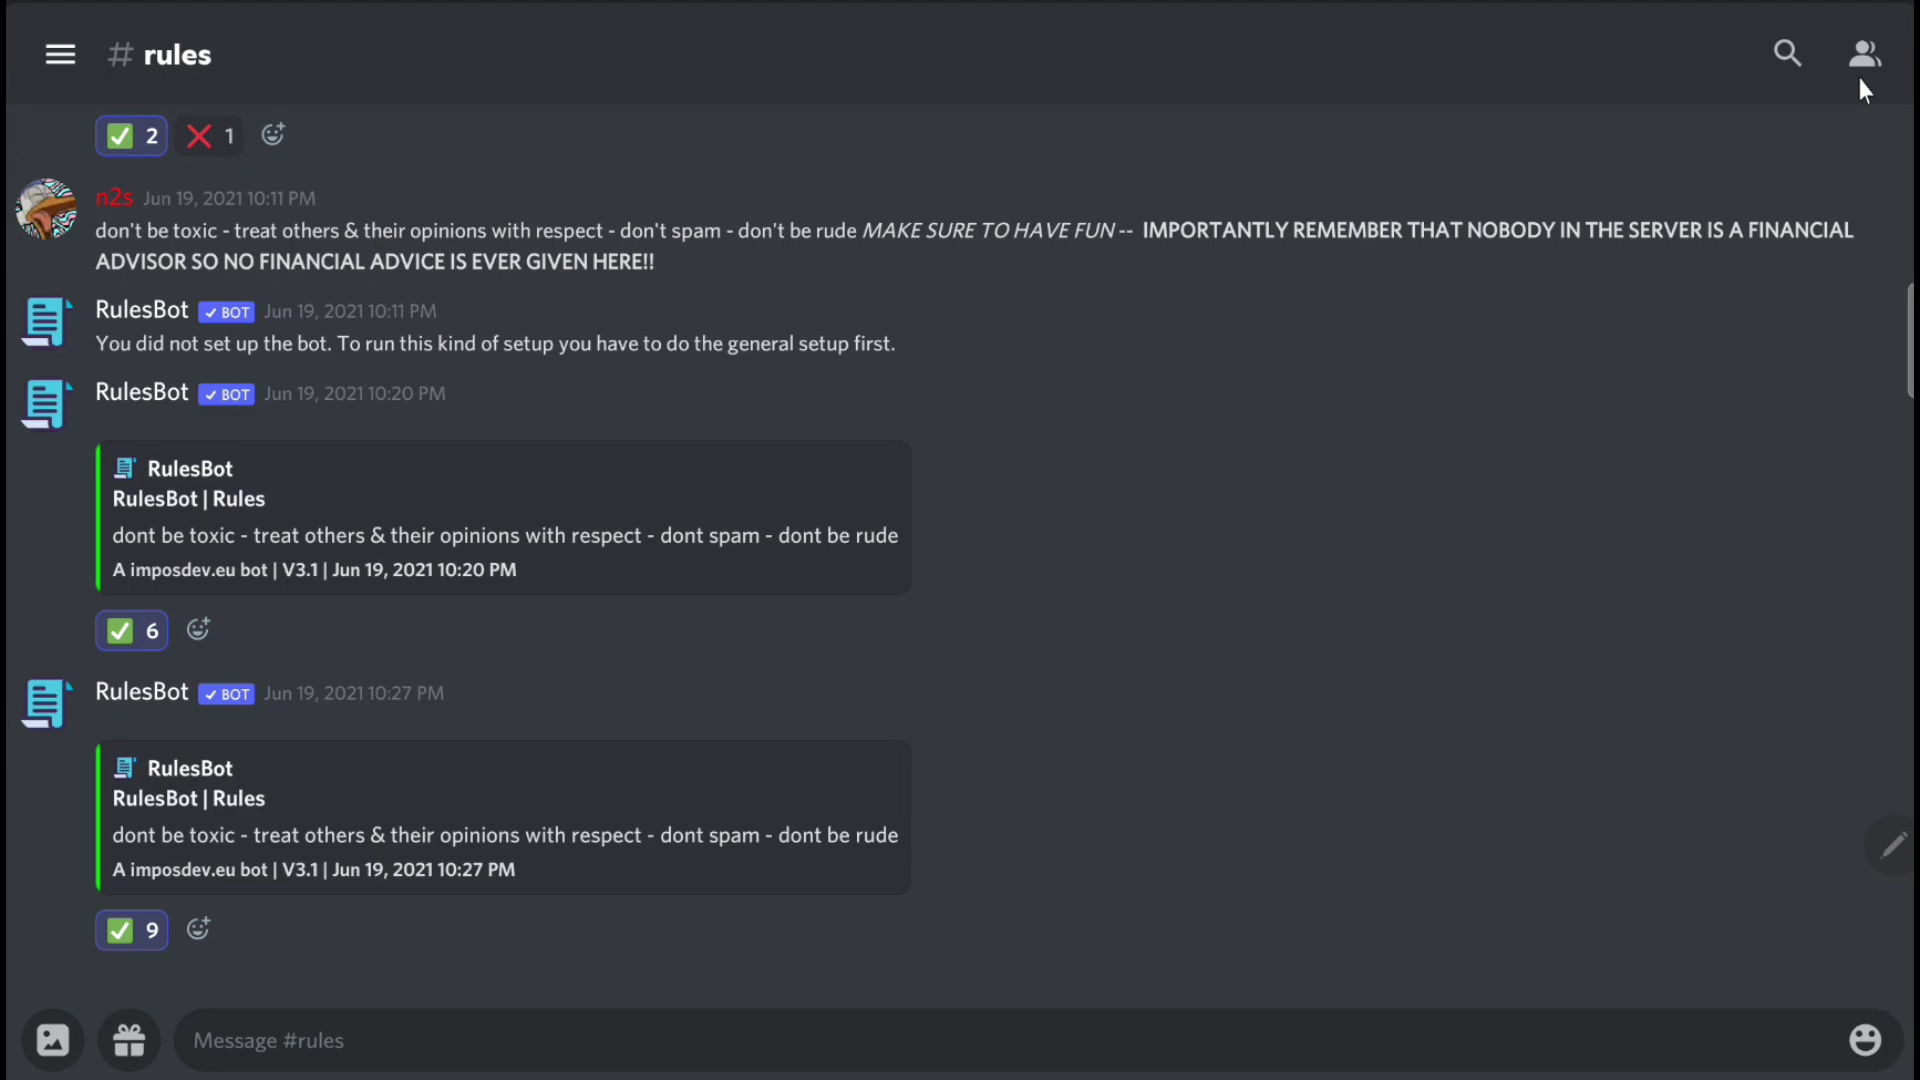 # rules
2 1
n2s Jun 19, 2021 10:11 PM
don't be toxic - treat others & their opinions with respect - don't spam - don't be rude MAKE SURE TO HAVE FUN -- IMPORTANTLY REMEMBER THAT NOBODY IN THE SERVER IS A FINANCIAL
ADVISOR SO NO FINANCIAL ADVICE IS EVER GIVEN HERE!!
RulesBot ✓ BOT Jun 19, 2021 10:11 PM
You did not set up the bot. To run this kind of setup you have to do the general setup first.
RulesBot ✓ BOT Jun 19, 2021 10:20 PM
RulesBot
RulesBot | Rules
dont be toxic - treat others & their opinions with respect - dont spam - dont be rude
A imposdev.eu bot | V3.1 | Jun 19, 2021 10:20 PM
6
RulesBot ✓ BOT Jun 19, 2021 10:27 PM
RulesBot
RulesBot | Rules
dont be toxic - treat others & their opinions with respect - dont spam - dont be rude
A imposdev.eu bot | V3.1 | Jun 19, 2021 10:27 PM
9
Message #rules